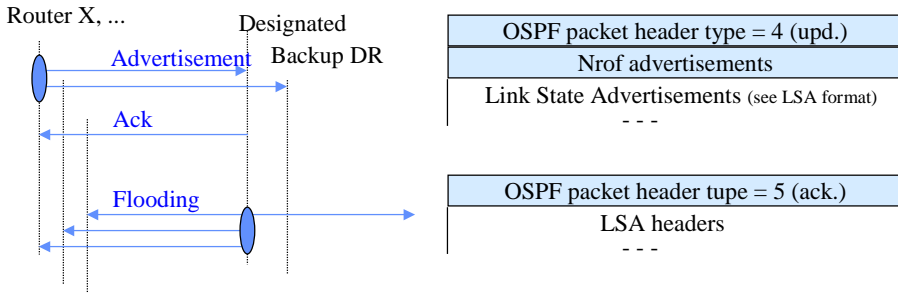 Router X, ...
Designated
Backup DR
Advertisement
Ack
Flooding
OSPF packet header type = 4 (upd.)
Nrof advertisements
Link State Advertisements (see LSA format)
- - -
OSPF packet header tupe = 5 (ack.)
LSA headers
- - -